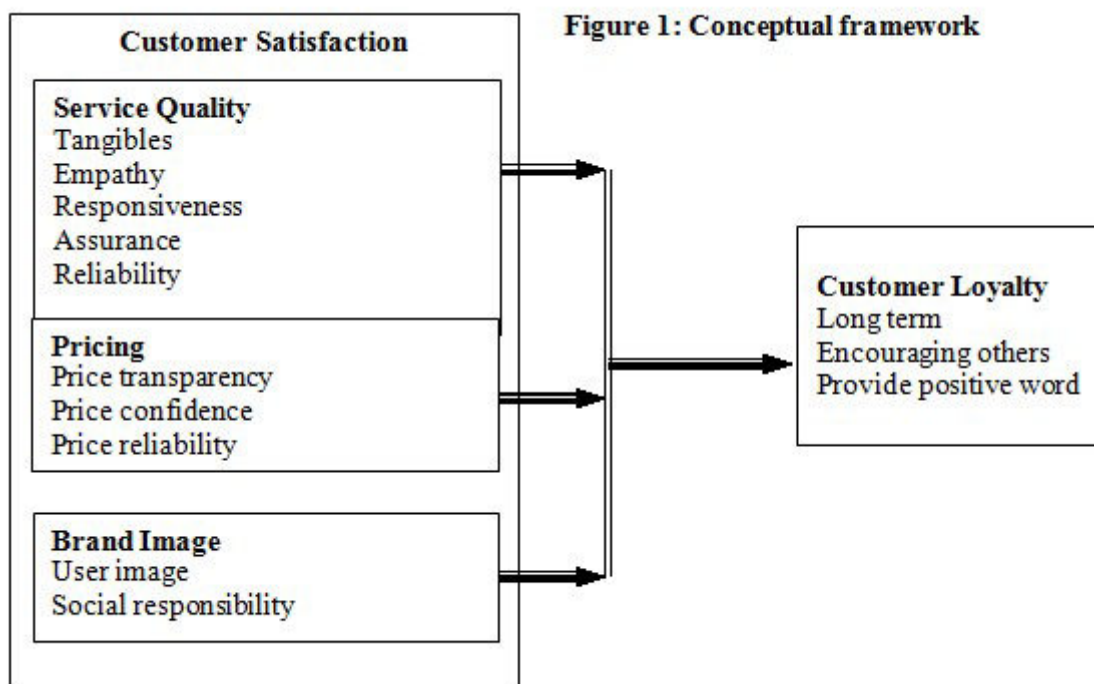 Figure 1: Conceptual framework
Customer Satisfaction
Service Quality
Tangibles
Empathy
Responsiveness
Assurance
Reliability
Pricing
Price transparency
Price confidence
Price reliability
Brand Image
User image
Social responsibility
Customer Loyalty
Long term
Encouraging others
Provide positive word